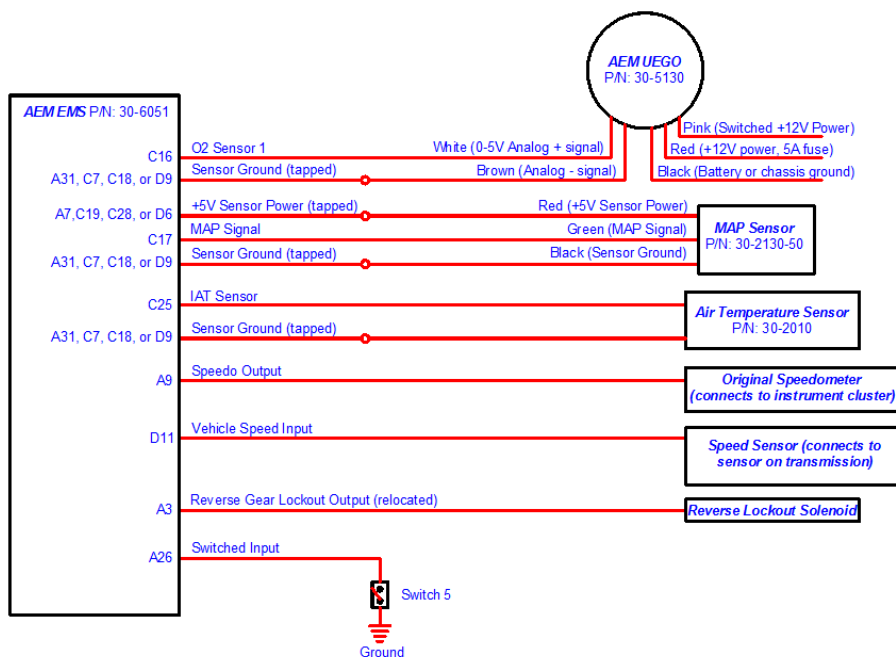 AEM UEGO
P/N: 30-5130
AEM EMS P/N: 30-6051
Pink (Switched +12V Power)
C16
O2 Sensor 1
White (0-5V Analog + signal)
Red (+12V power, 5A fuse)
A31, C7, C18, or D9
Sensor Ground (tapped)
Brown (Analog - signal)
Black (Battery or chassis ground)
A7,C19, C28, or D6
+5V Sensor Power (tapped)
Red (+5V Sensor Power)
C17
MAP Signal
Green (MAP Signal)
MAP Sensor
P/N: 30-2130-50
A31, C7, C18, or D9
Sensor Ground (tapped)
Black (Sensor Ground)
C25
IAT Sensor
Air Temperature Sensor
P/N: 30-2010
A31, C7, C18, or D9
Sensor Ground (tapped)
A9
Speedo Output
Original Speedometer
(connects to instrument cluster)
D11
Vehicle Speed Input
Speed Sensor (connects to
sensor on transmission)
A3
Reverse Gear Lockout Output (relocated)
Reverse Lockout Solenoid
A26
Switched Input
Switch 5
Ground